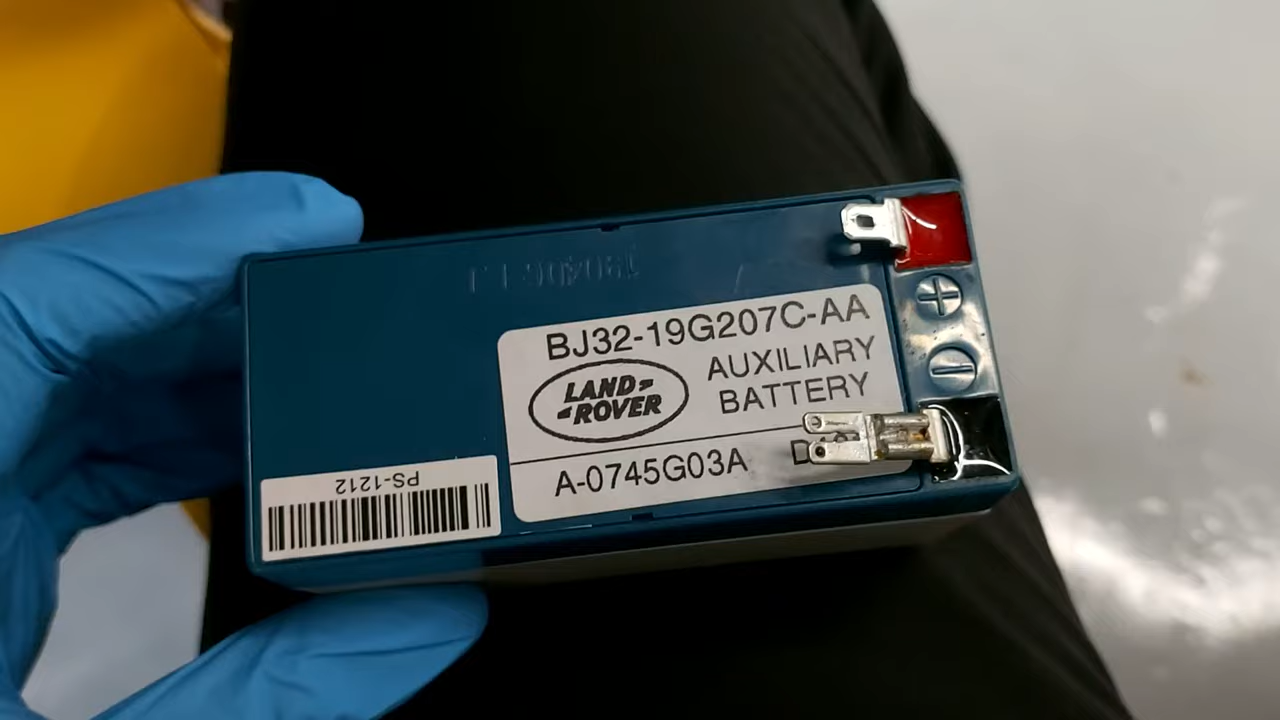 BJ32-19G207C-AA
LAND
ROVER
AUXILIARY
BATTERY
A-0745G03A
PS-1212